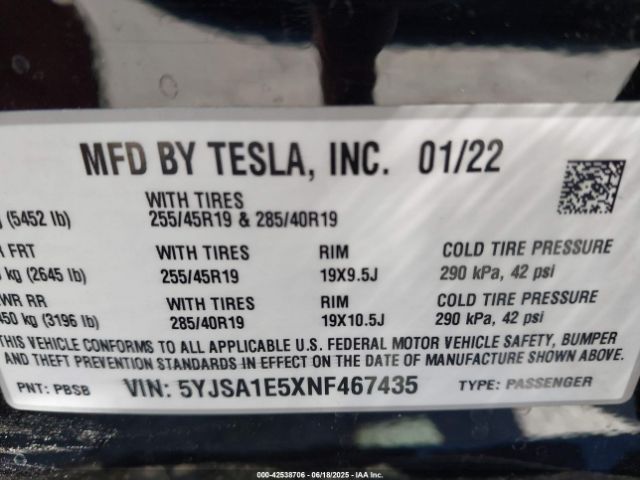 MFD BY TESLA, INC. 01/22
WITH TIRES
(5452 lb) 255/45R19 & 285/40R19
FRT WITH TIRES RIM COLD TIRE PRESSURE
kg (2645 lb) 255/45R19 19X9.5J 290 kPa, 42 psi
WR RR WITH TIRES RIM COLD TIRE PRESSURE
450 kg (3196 lb) 285/40R19 19X10.5J 290 kPa, 42 psi
THIS VEHICLE CONFORMS TO ALL APPLICABLE U.S. FEDERAL MOTOR VEHICLE SAFETY, BUMPER
AND THEFT PREVENTION STANDARDS IN EFFECT ON THE DATE OF MANUFACTURE SHOWN ABOVE.
PNT: PBSB VIN: 5YJSA1E5XNF467435 TYPE: PASSENGER
000-42538706 - 06/18/2025 - IAA Inc.